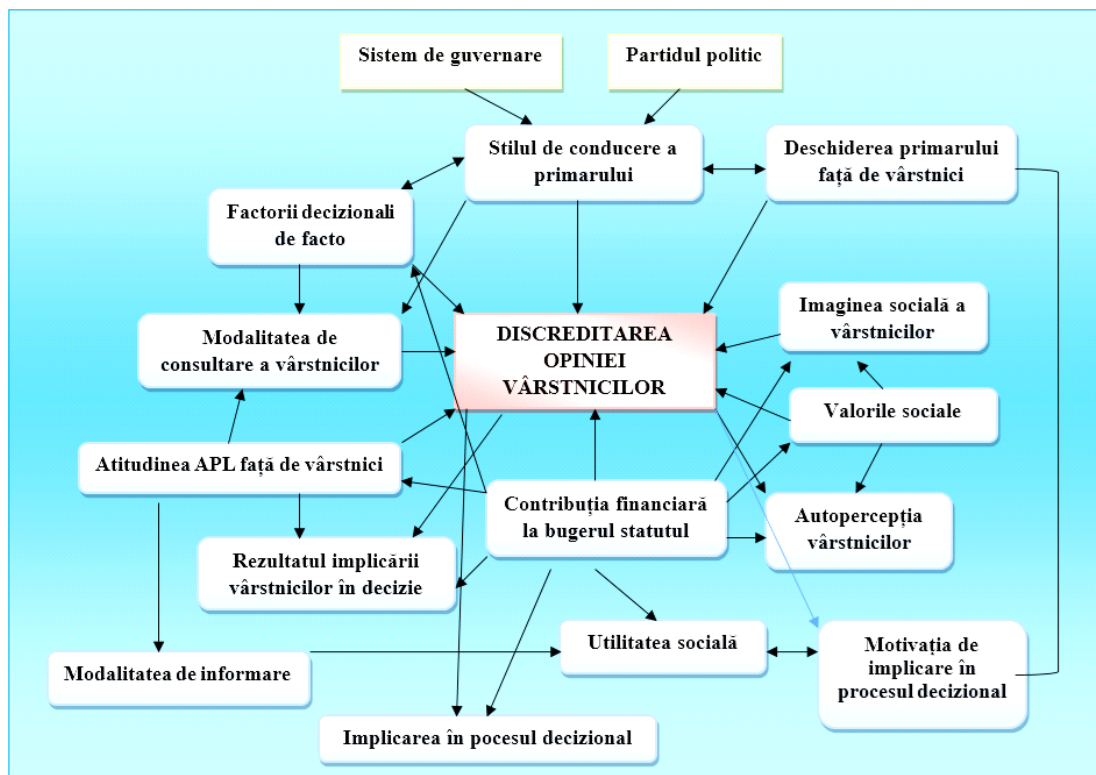 Sistem de guvernare
Partidul politic
Stilul de conducere a
primarului
Deschiderea primarului
față de vârstnici
Factorii decizionali
de facto
Imaginea socială a
vârstnicilor
Modalitatea de
consultare a vârstnicilor
DISCREDITAREA
OPINIEI
VÂRSTNICILOR
Valorile sociale
Atitudinea APL față de vârstnici
Contribuția financiară
la bugerul statutul
Autopercepția
vârstnicilor
Rezultatul implicării
vârstnicilor în decizie
Utilitatea socială
Motivația de
implicare în
procesul decizional
Modalitatea de informare
Implicarea în pocesul decizional